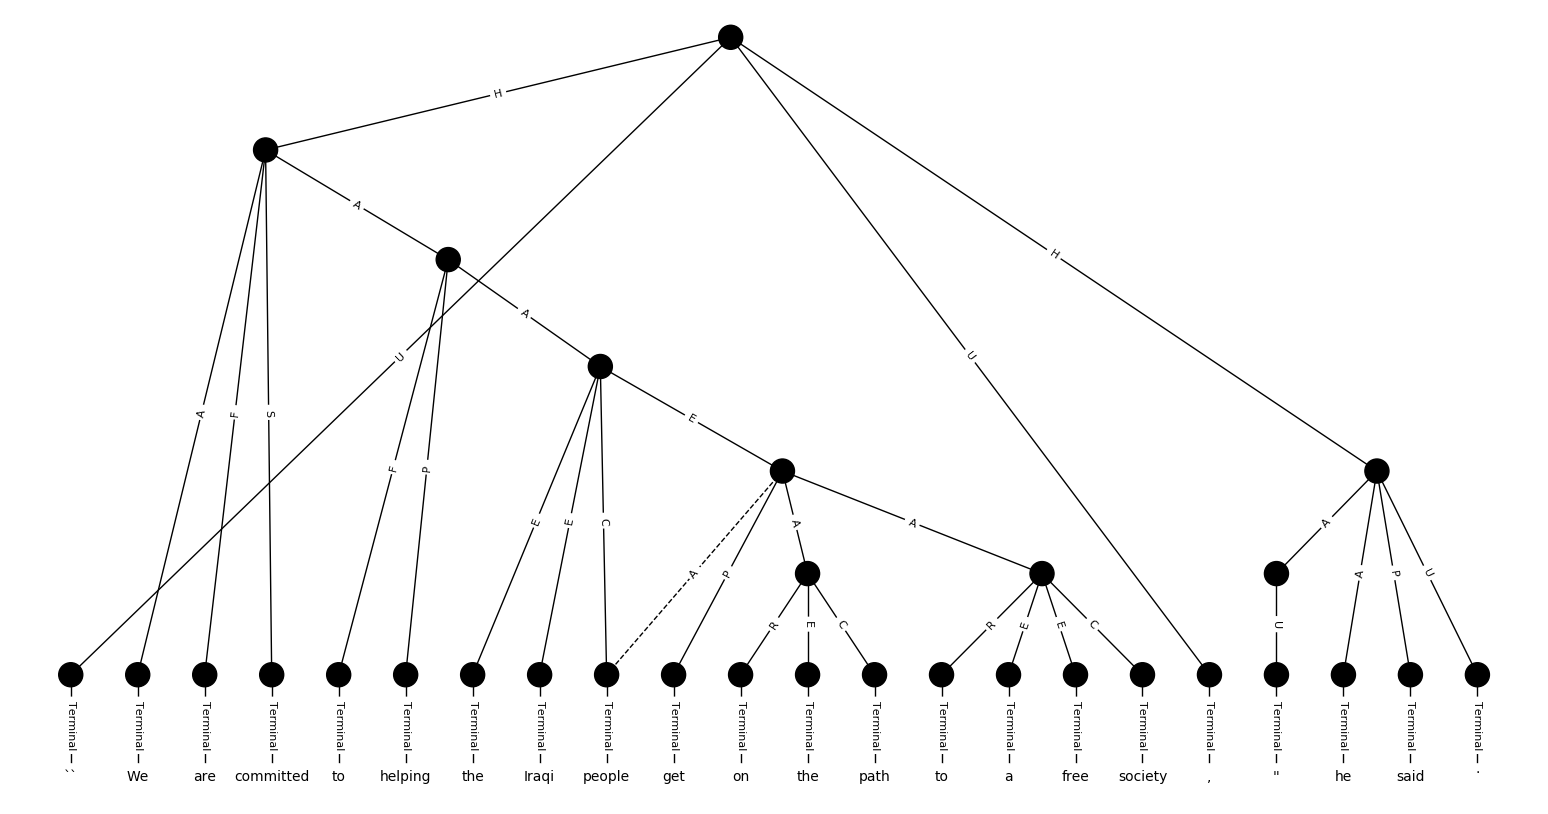 H
A
A
H
U
U
A F S
F P
E
E E C
A P A A
A A P U
R E C
R E E C
U
Terminal Terminal Terminal Terminal Terminal Terminal Terminal Terminal Terminal Terminal Terminal Terminal Terminal Terminal Terminal Terminal Terminal Terminal Terminal Terminal Terminal Terminal
`` We are committed to helping the Iraqi people get on the path to a free society , " he said .